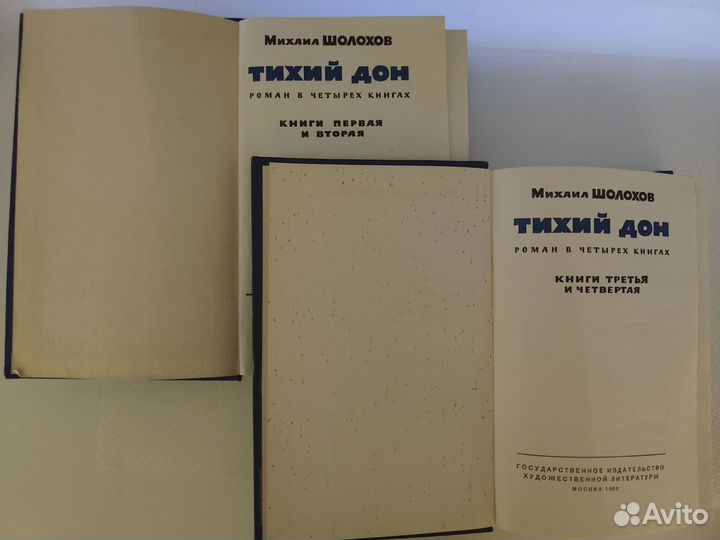 Михаил ШОЛОХОВ
ТИХИЙ ДОН
РОМАН В ЧЕТЫРЕХ КНИГАХ
КНИГИ ПЕРВАЯ
И ВТОРАЯ
Михаил ШОЛОХОВ
ТИХИЙ ДОН
РОМАН В ЧЕТЫРЕХ КНИГАХ
КНИГИ ТРЕТЬЯ
И ЧЕТВЕРТАЯ
ГОСУДАРСТВЕННОЕ ИЗДАТЕЛЬСТВО
ХУДОЖЕСТВЕННОЙ ЛИТЕРАТУРЫ
МОСКВА 1960
Avito